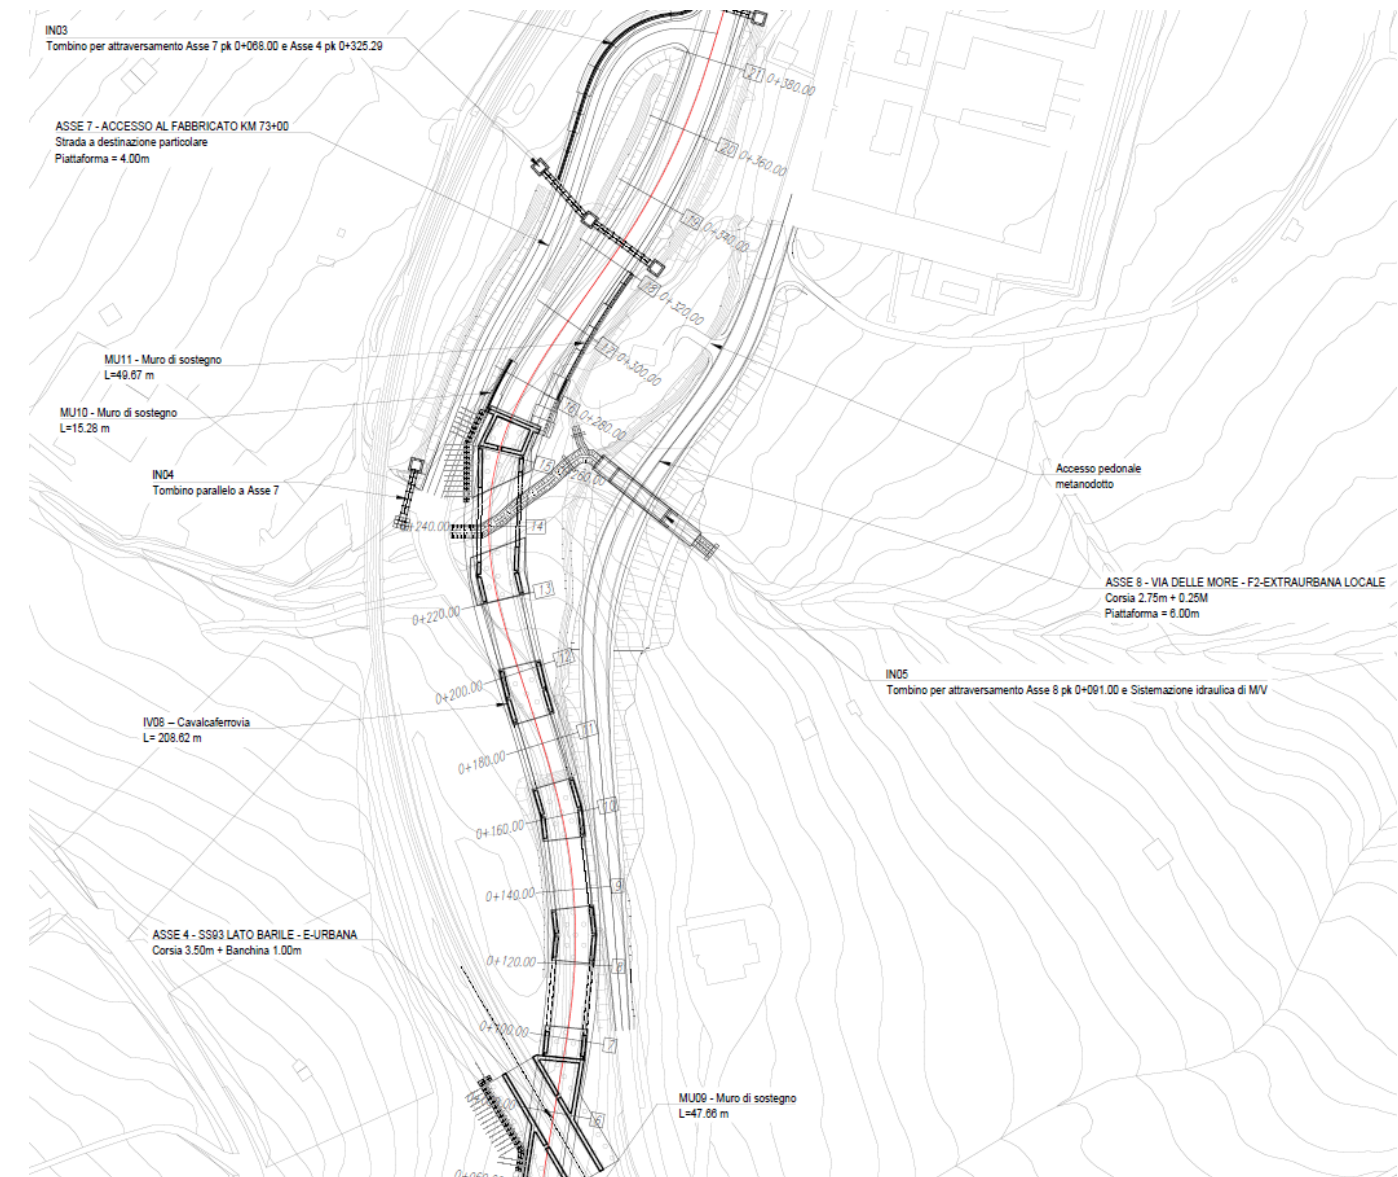 IN03
Tombino per attraversamento Asse 7 pk 0+068.00 e Asse 4 pk 0+325.29
21 0+380.00
ASSE 7 - ACCESSO AL FABBRICATO KM 73+00
Strada a destinazione particolare
Piattaforma = 4.00m
20 0+360.00
19 0+340.00
18 0+320.00
17 0+300.00
MU11 - Muro di sostegno
L=49.67 m
MU10 - Muro di sostegno
L=15.28 m
16 0+280.00
15 0+260.00
IN04
Tombino parallelo a Asse 7
Accesso pedonale
metanodotto
0+240.00 14
ASSE 8 - VIA DELLE MORE - F2-EXTRAURBANA LOCALE
Corsia 2.75m + 0.25M
Piattaforma = 6.00m
0+220.00 13
0+200.00 12
IN05
Tombino per attraversamento Asse 8 pk 0+091.00 e Sistemazione idraulica di M/V
IV08 – Cavalcaferrovia
L= 208.62 m
0+180.00 11
0+160.00 10
0+140.00 9
ASSE 4 - SS93 LATO BARILE - E-URBANA
Corsia 3.50m + Banchina 1.00m
0+120.00 8
0+100.00 7
6
MU09 - Muro di sostegno
L=47.66 m